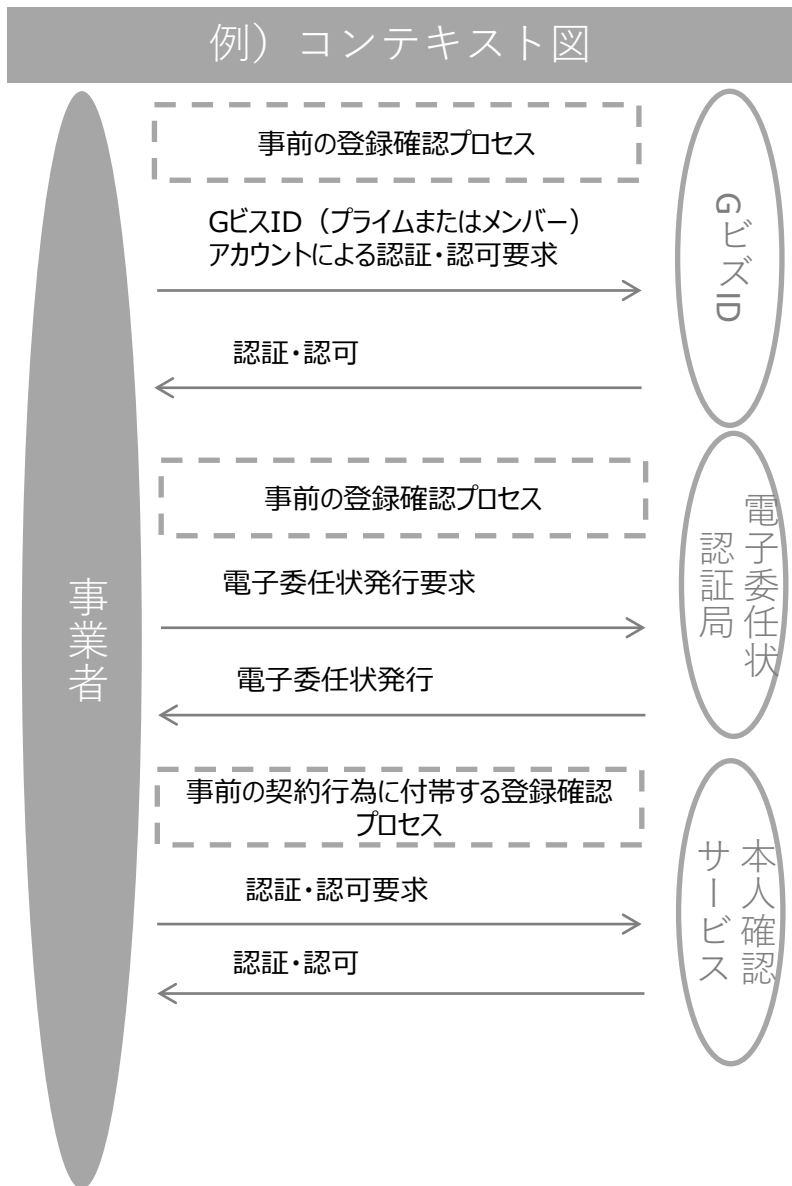 例）コンテキスト図
事業者
事前の登録確認プロセス
GビスID（プライムまたはメンバー）
アカウントによる認証・認可要求
認証・認可
GビズID
事前の登録確認プロセス
電子委任状発行要求
電子委任状発行
電子委任状
認証局
事前の契約行為に付帯する登録確認
プロセス
認証・認可要求
認証・認可
本人確認
サービス